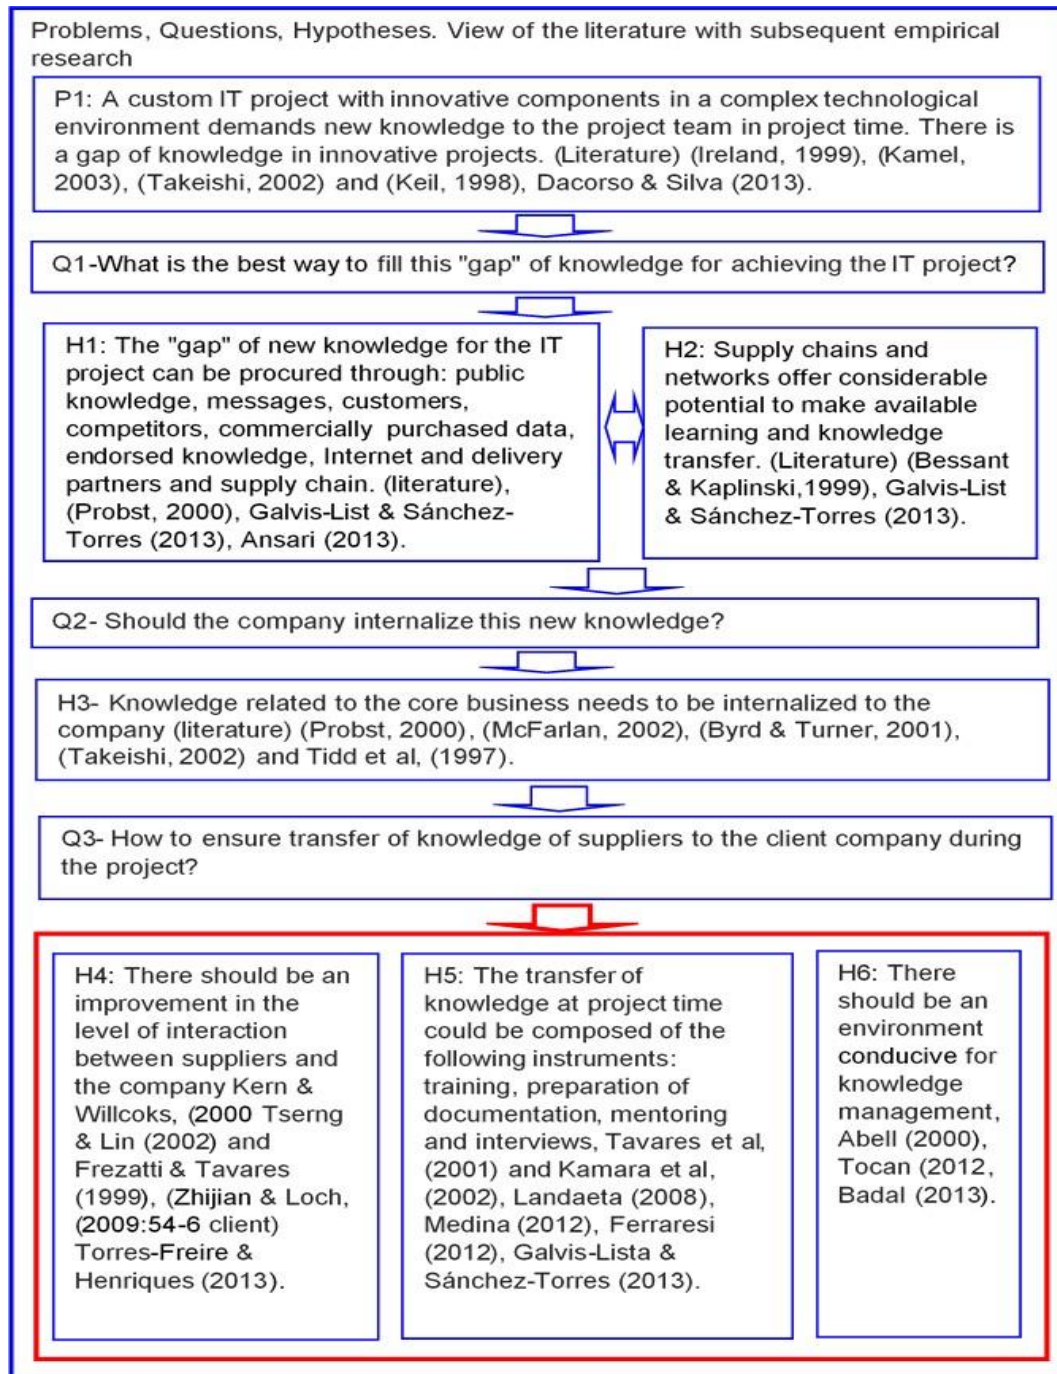 Problems, Questions, Hypotheses. View of the literature with subsequent empirical
research
P1: A custom IT project with innovative components in a complex technological
environment demands new knowledge to the project team in project time. There is
a gap of knowledge in innovative projects. (Literature) (Ireland, 1999), (Kamel,
2003), (Takeishi, 2002) and (Keil, 1998), Dacorso & Silva (2013).
Q1-What is the best way to fill this "gap" of knowledge for achieving the IT project?
H1: The "gap" of new knowledge for the IT
project can be procured through: public
knowledge, messages, customers,
competitors, commercially purchased data,
endorsed knowledge, Internet and delivery
partners and supply chain. (literature),
(Probst, 2000), Galvis-List & Sánchez-
Torres (2013), Ansari (2013).
H2: Supply chains and
networks offer considerable
potential to make available
learning and knowledge
transfer. (Literature) (Bessant
& Kaplinski,1999), Galvis-List
& Sánchez-Torres (2013).
Q2- Should the company internalize this new knowledge?
H3- Knowledge related to the core business needs to be internalized to the
company (literature) (Probst, 2000), (McFarlan, 2002), (Byrd & Turner, 2001),
(Takeishi, 2002) and Tidd et al, (1997).
Q3- How to ensure transfer of knowledge of suppliers to the client company during
the project?
H4: There should be an
improvement in the
level of interaction
between suppliers and
the company Kern &
Willcoks, (2000 Tserng
& Lin (2002) and
Frezatti & Tavares
(1999), (Zhijian & Loch,
(2009:54-6 client)
Torres-Freire &
Henriques (2013).
H5: The transfer of
knowledge at project time
could be composed of the
following instruments:
training, preparation of
documentation, mentoring
and interviews, Tavares et al,
(2001) and Kamara et al,
(2002), Landaeta (2008),
Medina (2012), Ferraresi
(2012), Galvis-Lista &
Sánchez-Torres (2013).
H6: There
should be an
environment
conducive for
knowledge
management,
Abell (2000),
Tocan (2012,
Badal (2013).